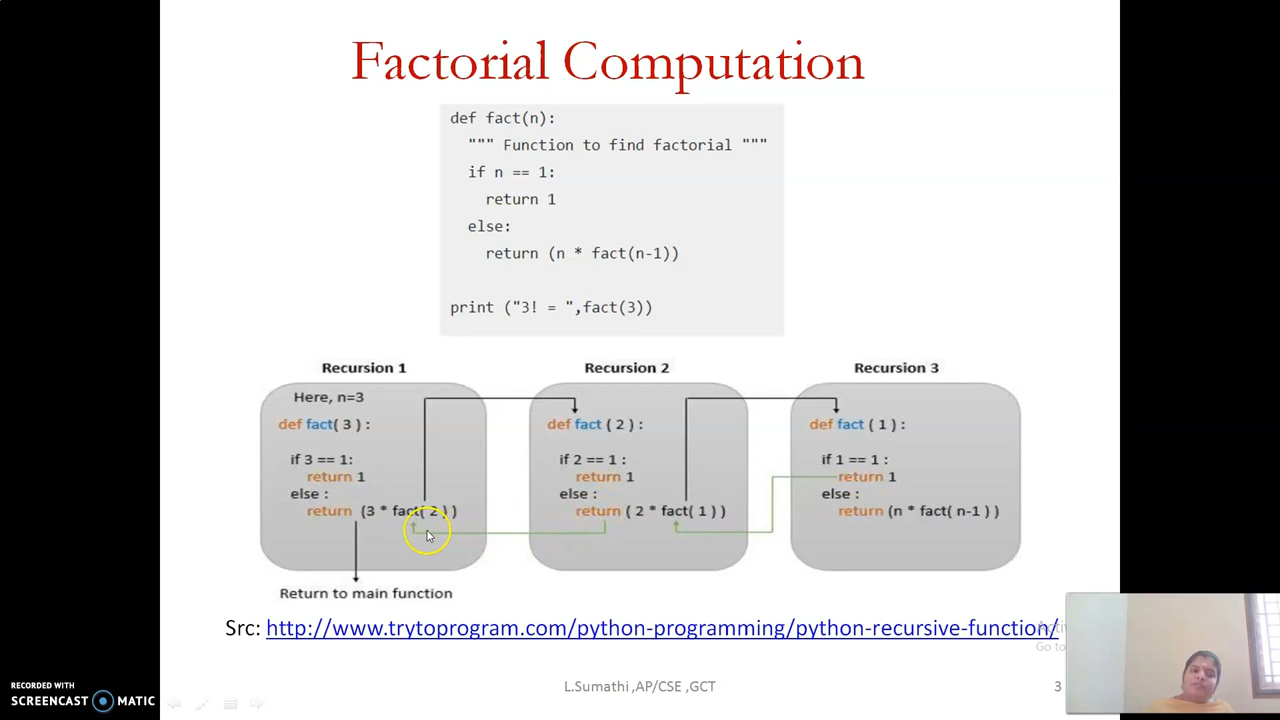 Factorial Computation
def fact(n):
""" Function to find factorial """
if n == 1:
return 1
else:
return (n * fact(n-1))
print ("3! = ",fact(3))
Recursion 1
Here, n=3
def fact( 3 ) :
if 3 == 1:
return 1
else :
return (3 * fact( 2 ) )
Return to main function
Recursion 2
def fact ( 2 ) :
if 2 == 1 :
return 1
else :
return ( 2 * fact( 1 ) )
Recursion 3
def fact ( 1 ) :
if 1 == 1 :
return 1
else :
return (n * fact( n-1 ) )
Src: http://www.trytoprogram.com/python-programming/python-recursive-function/
Go to
L.Sumathi ,AP/CSE ,GCT
3
RECORDED WITH
SCREENCAST MATIC